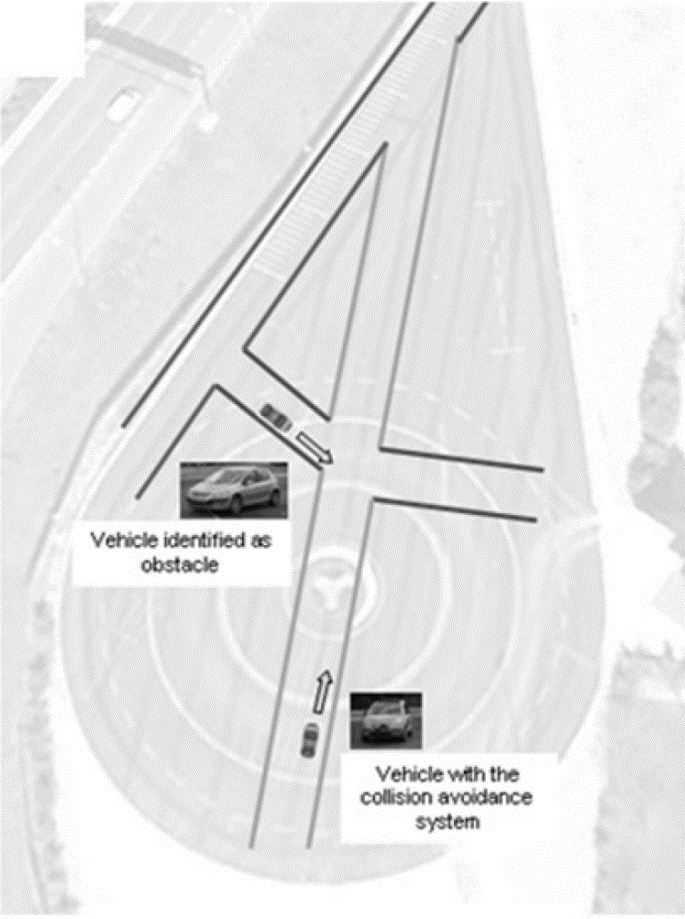 Vehicle identified as
obstacle
Vehicle with the
collision avoidance
system